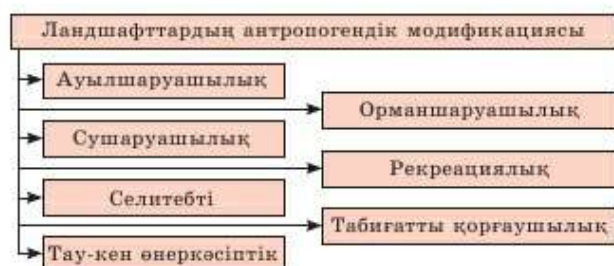 Ландшафттардың антропогендік модификациясы
Ауылшаруашылық
Орманшаруашылық
Сушаруашылық
Рекреациялық
Селитебті
Табиғатты қорғаушылық
Тау-кен өнеркәсіптік